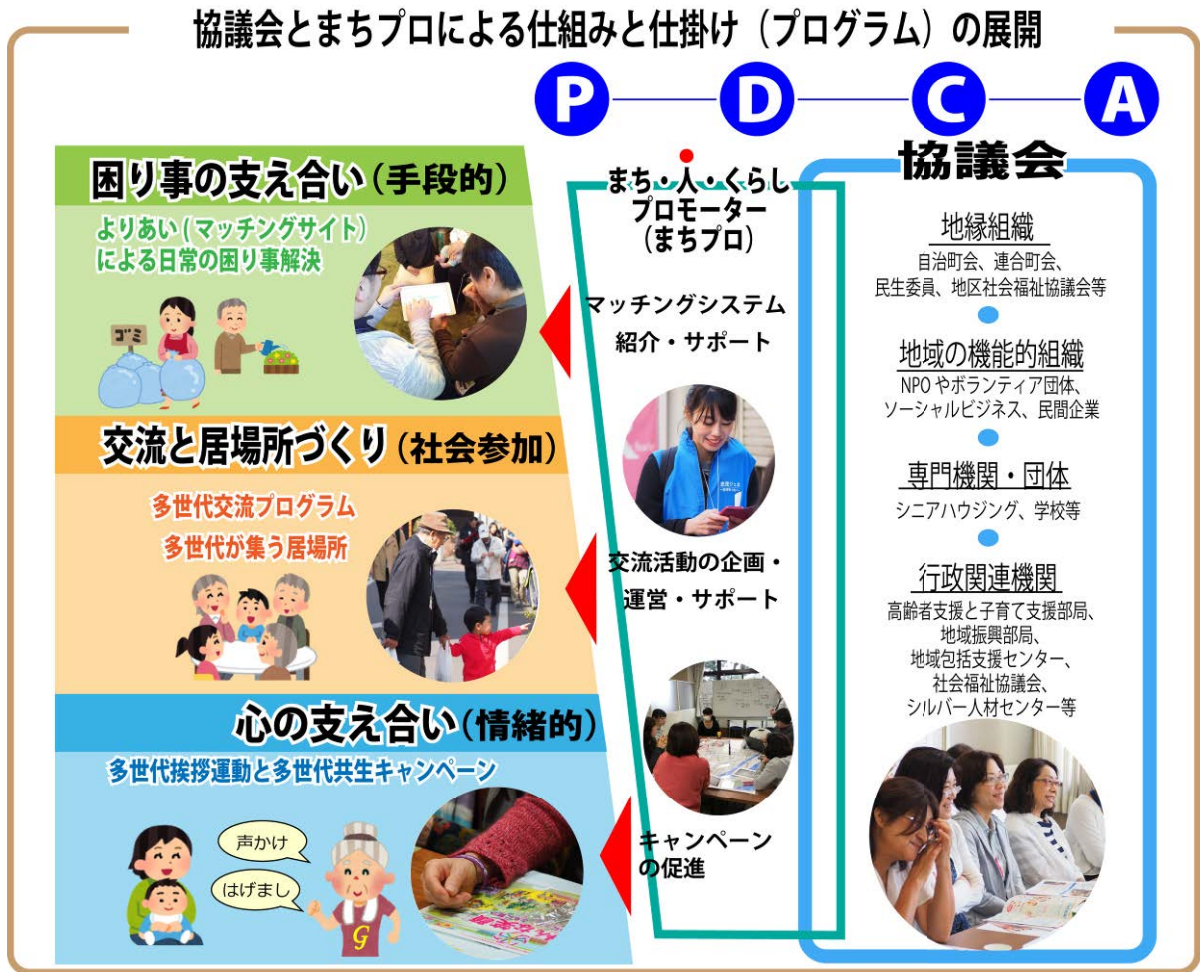 協議会とまちプロによる仕組みと仕掛け（プログラム）の展開
P
D
C
A
困り事の支え合い(手段的)
よりあい(マッチングサイト)
による日常の困り事解決
ゴミ
交流と居場所づくり(社会参加)
多世代交流プログラム
多世代が集う居場所
心の支え合い(情緒的)
多世代挨拶運動と多世代共生キャンペーン
声かけ
はげまし
G
まち・人・くらし
プロモーター
(まちプロ)
マッチングシステム
紹介・サポート
交流活動の企画・
運営・サポート
キャンペーン
の促進
協議会
地縁組織
自治町会、連合町会、
民生委員、地区社会福祉協議会等
地域の機能的組織
NPOやボランティア団体、
ソーシャルビジネス、民間企業
専門機関・団体
シニアハウジング、学校等
行政関連機関
高齢者支援と子育て支援部局、
地域振興部局、
地域包括支援センター、
社会福祉協議会、
シルバー人材センター等